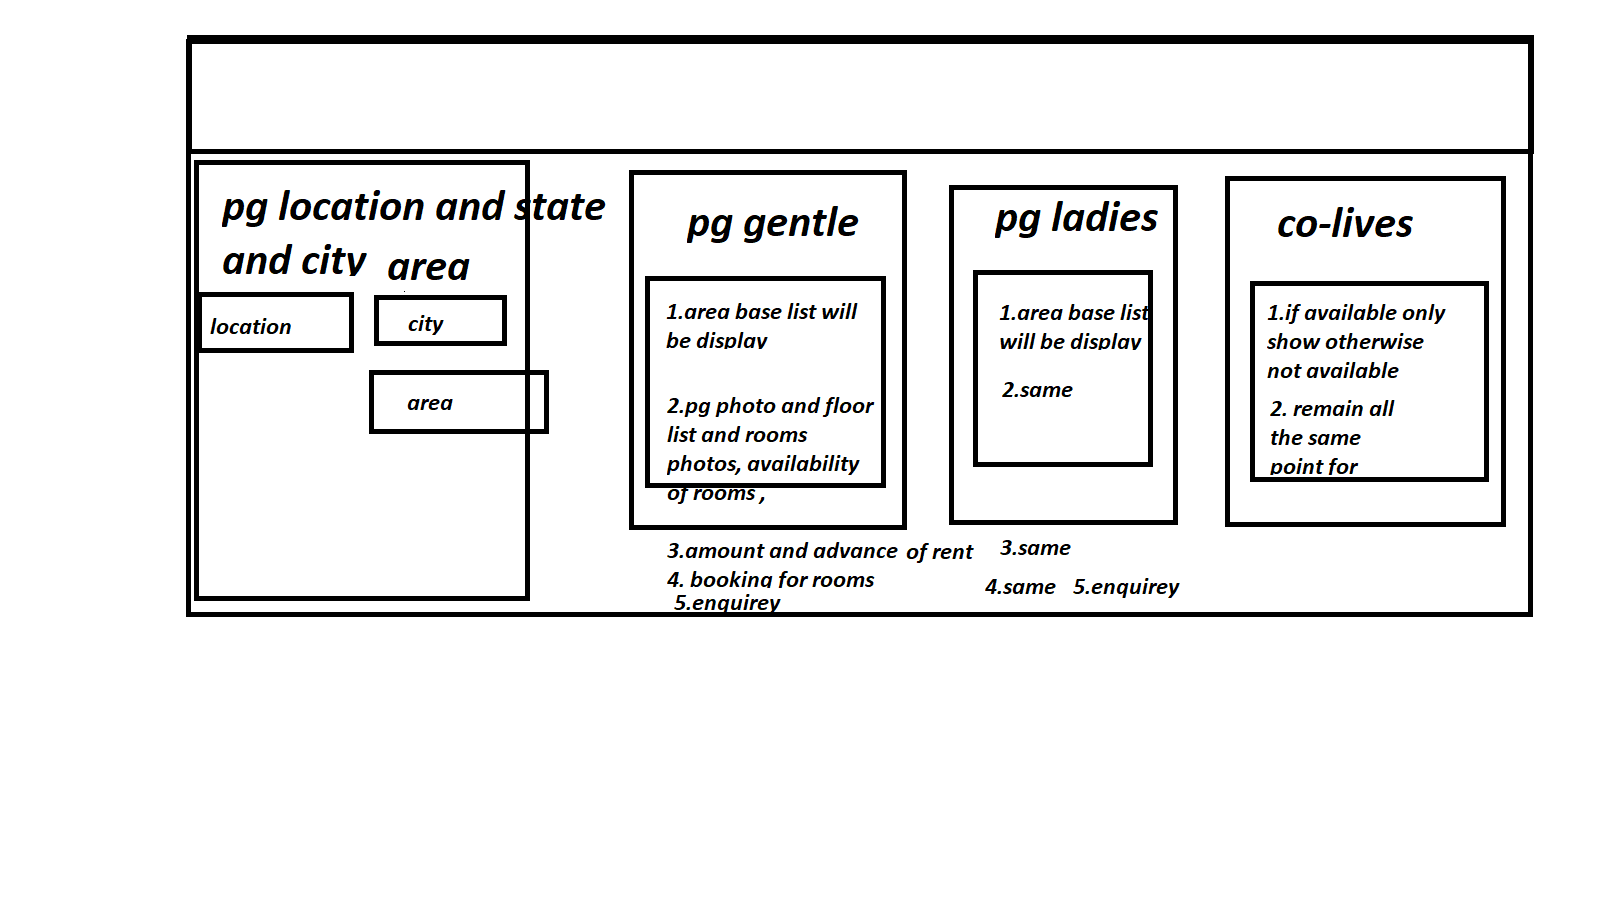 pg location and state
and city area
location
city
area
pg gentle
1.area base list will
be display
2.pg photo and floor
list and rooms
photos, availability
of rooms ,
3.amount and advance of rent
4. booking for rooms
5.enquirey
pg ladies
1.area base list
will be display
2.same
3.same
4.same 5.enquirey
co-lives
1.if available only
show otherwise
not available
2. remain all
the same
point for